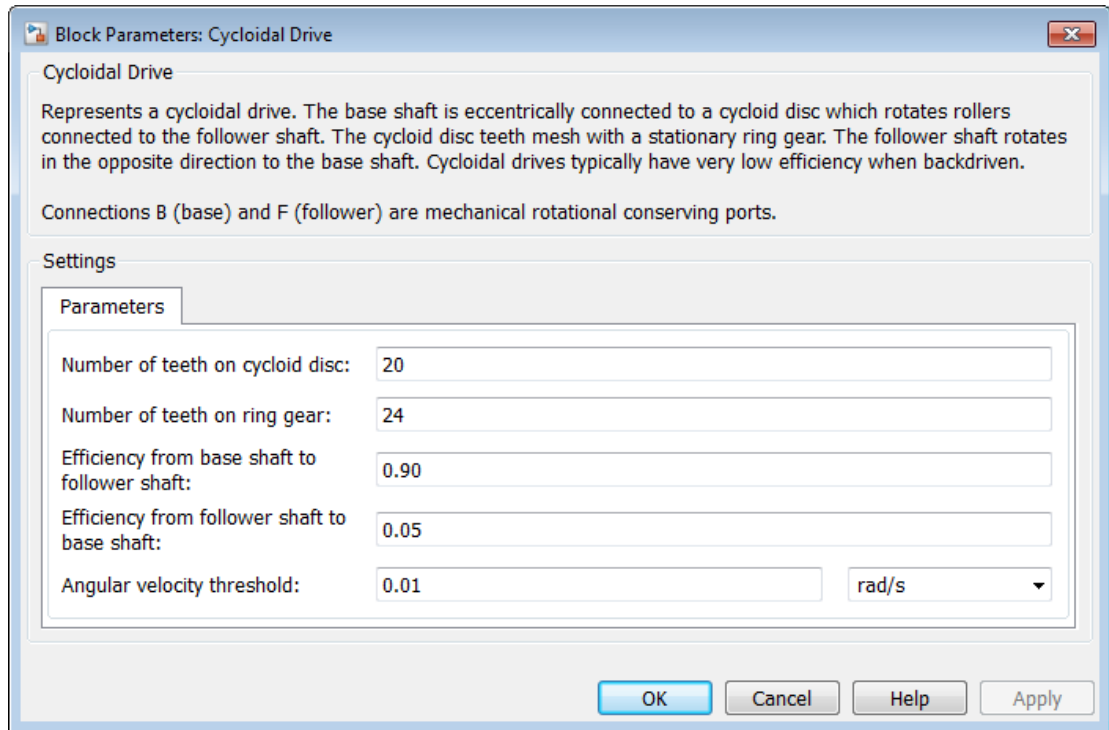 Block Parameters: Cycloidal Drive
Cycloidal Drive
Represents a cycloidal drive. The base shaft is eccentrically connected to a cycloid disc which rotates rollers
connected to the follower shaft. The cycloid disc teeth mesh with a stationary ring gear. The follower shaft rotates
in the opposite direction to the base shaft. Cycloidal drives typically have very low efficiency when backdriven.
Connections B (base) and F (follower) are mechanical rotational conserving ports.
Settings
Parameters
Number of teeth on cycloid disc: 20
Number of teeth on ring gear: 24
Efficiency from base shaft to
follower shaft: 0.90
Efficiency from follower shaft to
base shaft: 0.05
Angular velocity threshold: 0.01 rad/s
OK Cancel Help Apply